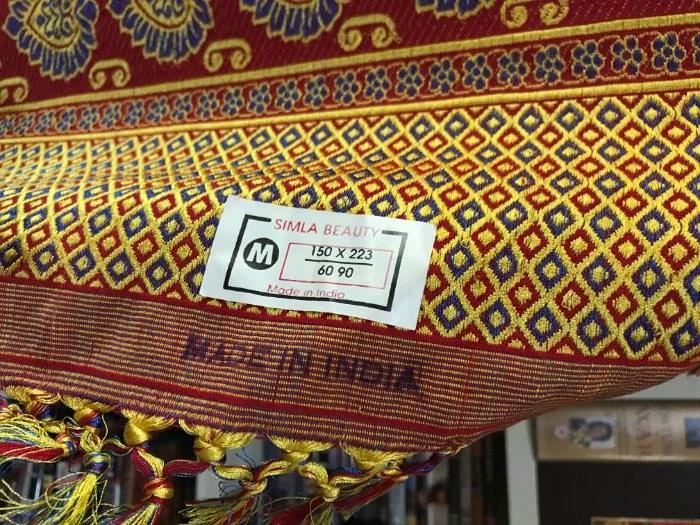 SIMLA BEAUTY
M
150 X 223
60 90
Made in India
MADE IN INDIA